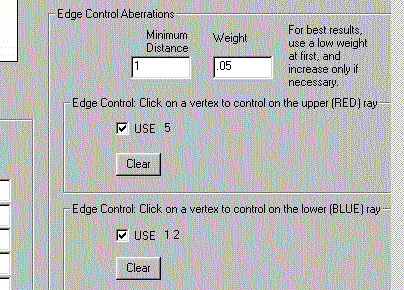 Edge Control Aberrations
Minimum
Distance
Weight
1
.05
For best results,
use a low weight
at first, and
increase only if
necessary.
Edge Control: Click on a vertex to control on the upper (RED) ray
USE 5
Clear
Edge Control: Click on a vertex to control on the lower (BLUE) ray
USE 1 2
Clear